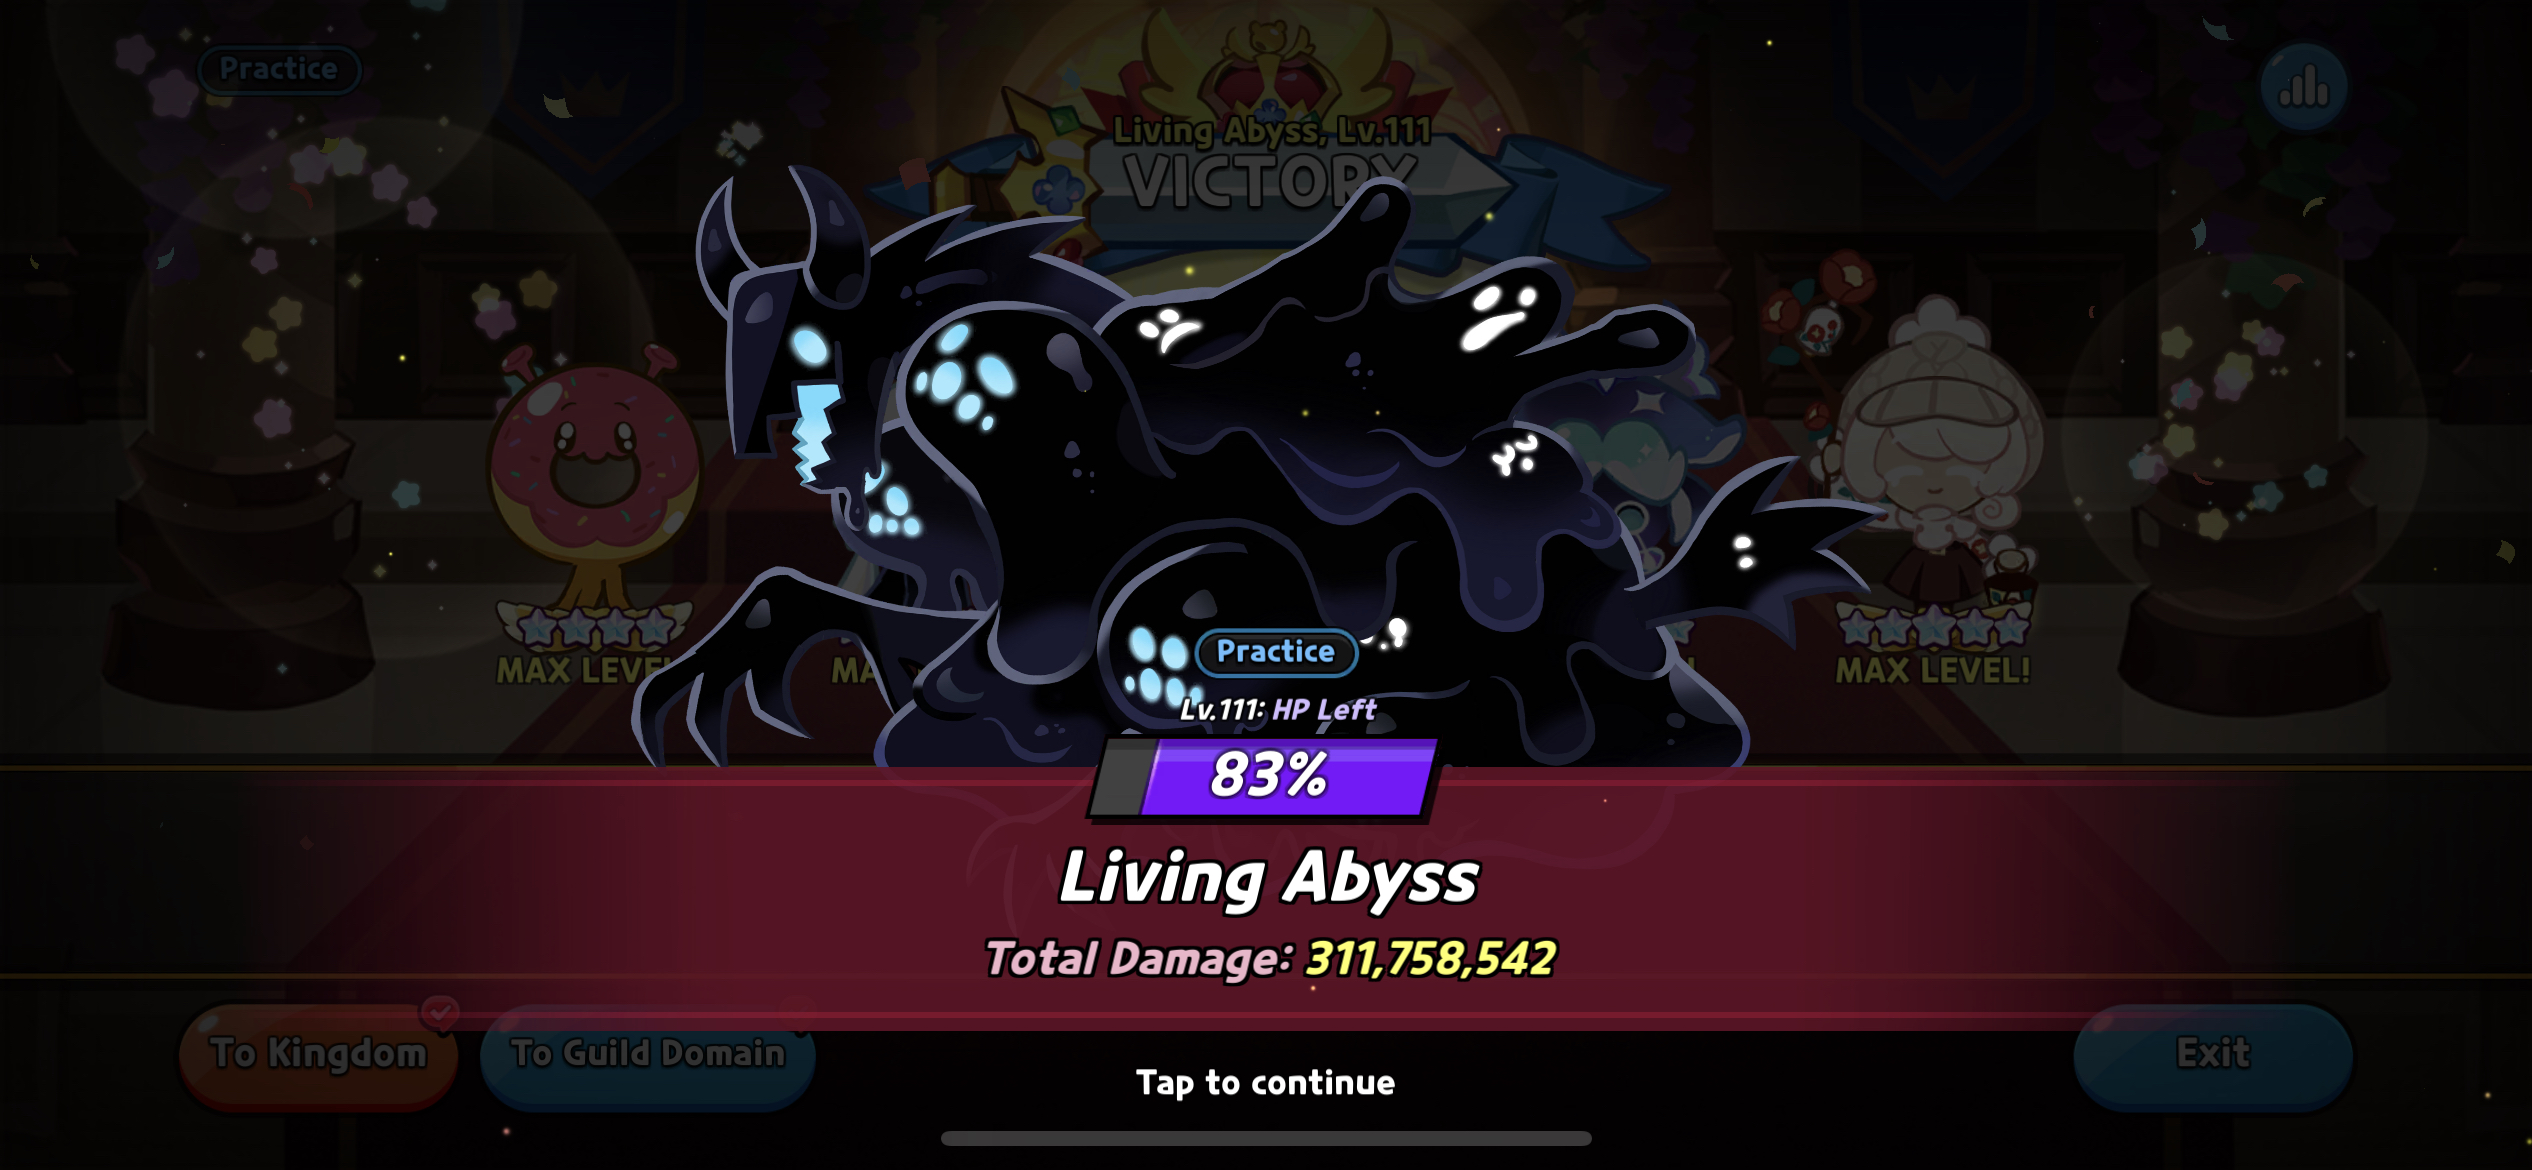 Practice
Living Abyss, Lv.111
VICTORY
MAX LEVEL!
MA
!
MAX LEVEL!
Practice
Lv.111: HP Left
83%
Living Abyss
Total Damage: 311,758,542
To Kingdom
To Guild Domain
Exit
Tap to continue